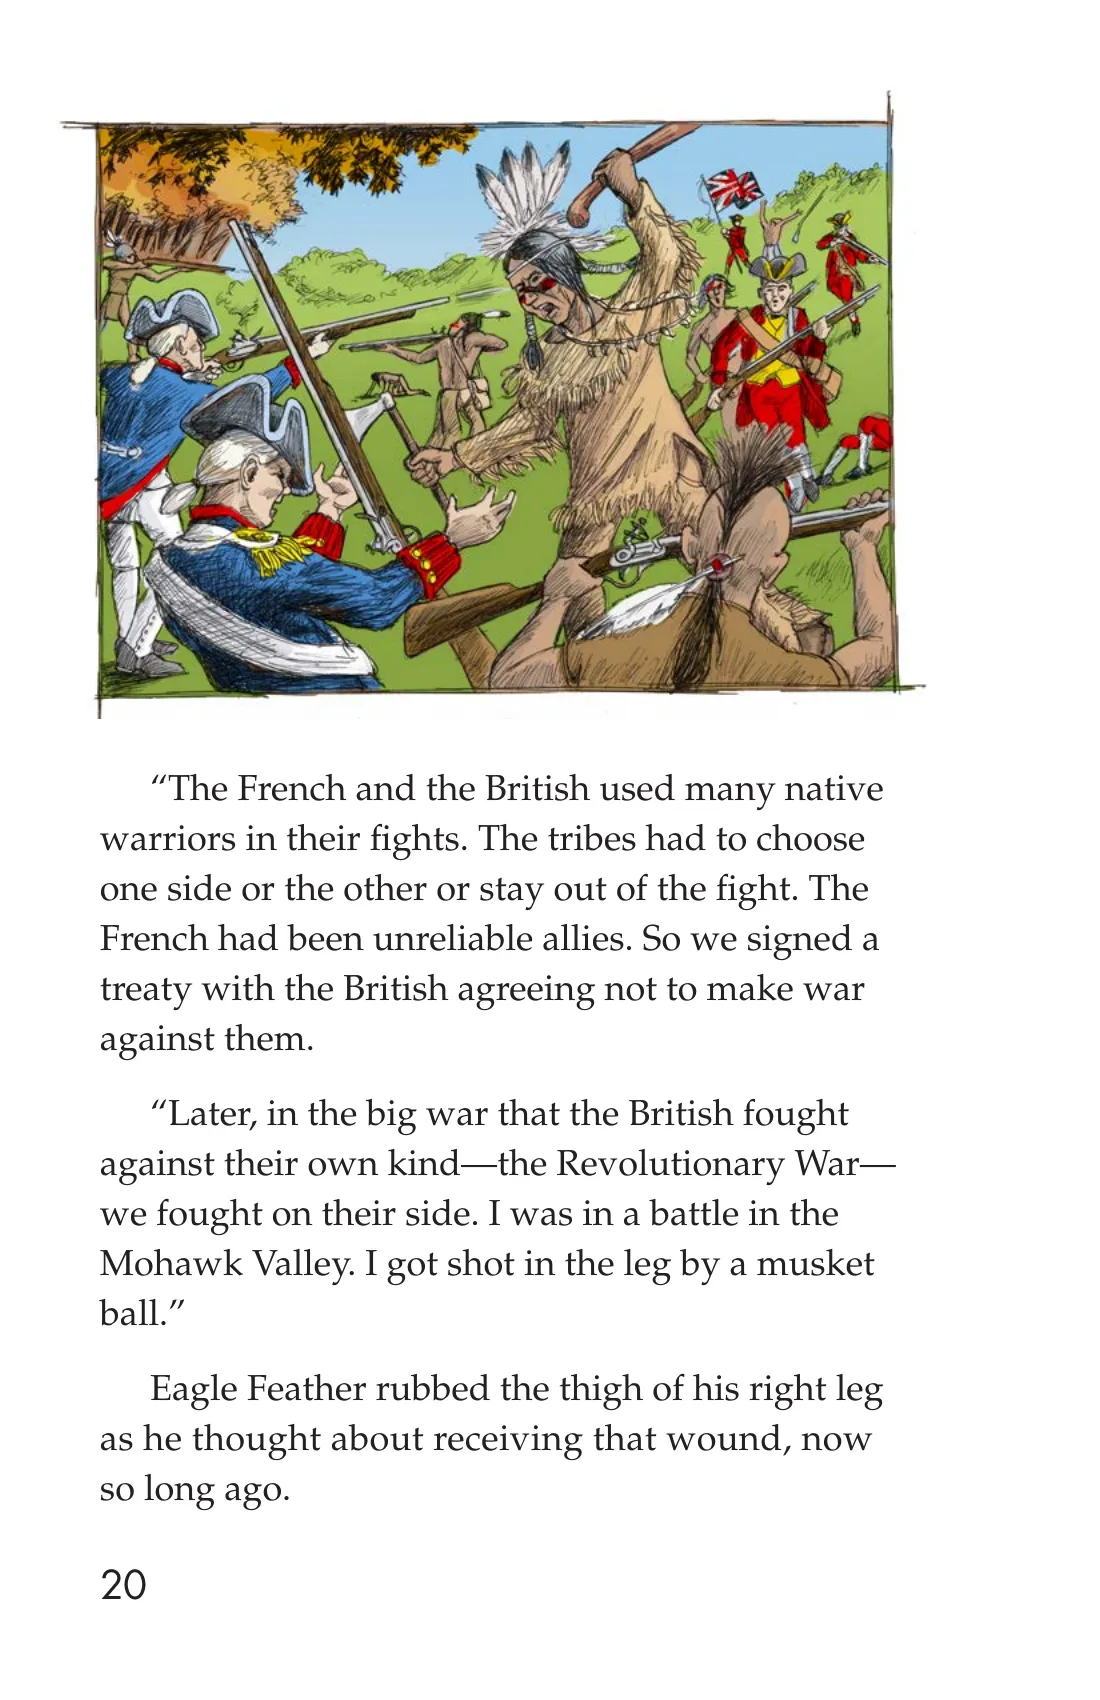 “The French and the British used many native
warriors in their fights. The tribes had to choose
one side or the other or stay out of the fight. The
French had been unreliable allies. So we signed a
treaty with the British agreeing not to make war
against them.
“Later, in the big war that the British fought
against their own kind—the Revolutionary War—
we fought on their side. I was in a battle in the
Mohawk Valley. I got shot in the leg by a musket
ball.”
Eagle Feather rubbed the thigh of his right leg
as he thought about receiving that wound, now
so long ago.
20